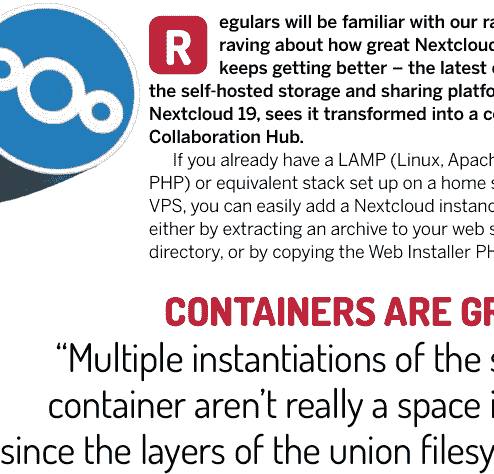 Regulars will be familiar with our ra
raving about how great Nextcloud
keeps getting better – the latest
the self-hosted storage and sharing platfo
Nextcloud 19, sees it transformed into a c
Collaboration Hub.
If you already have a LAMP (Linux, Apach
PHP) or equivalent stack set up on a home s
VPS, you can easily add a Nextcloud instanc
either by extracting an archive to your web s
directory, or by copying the Web Installer PH
CONTAINERS ARE GR
“Multiple instantiations of the s
container aren’t really a space i
since the layers of the union filesy